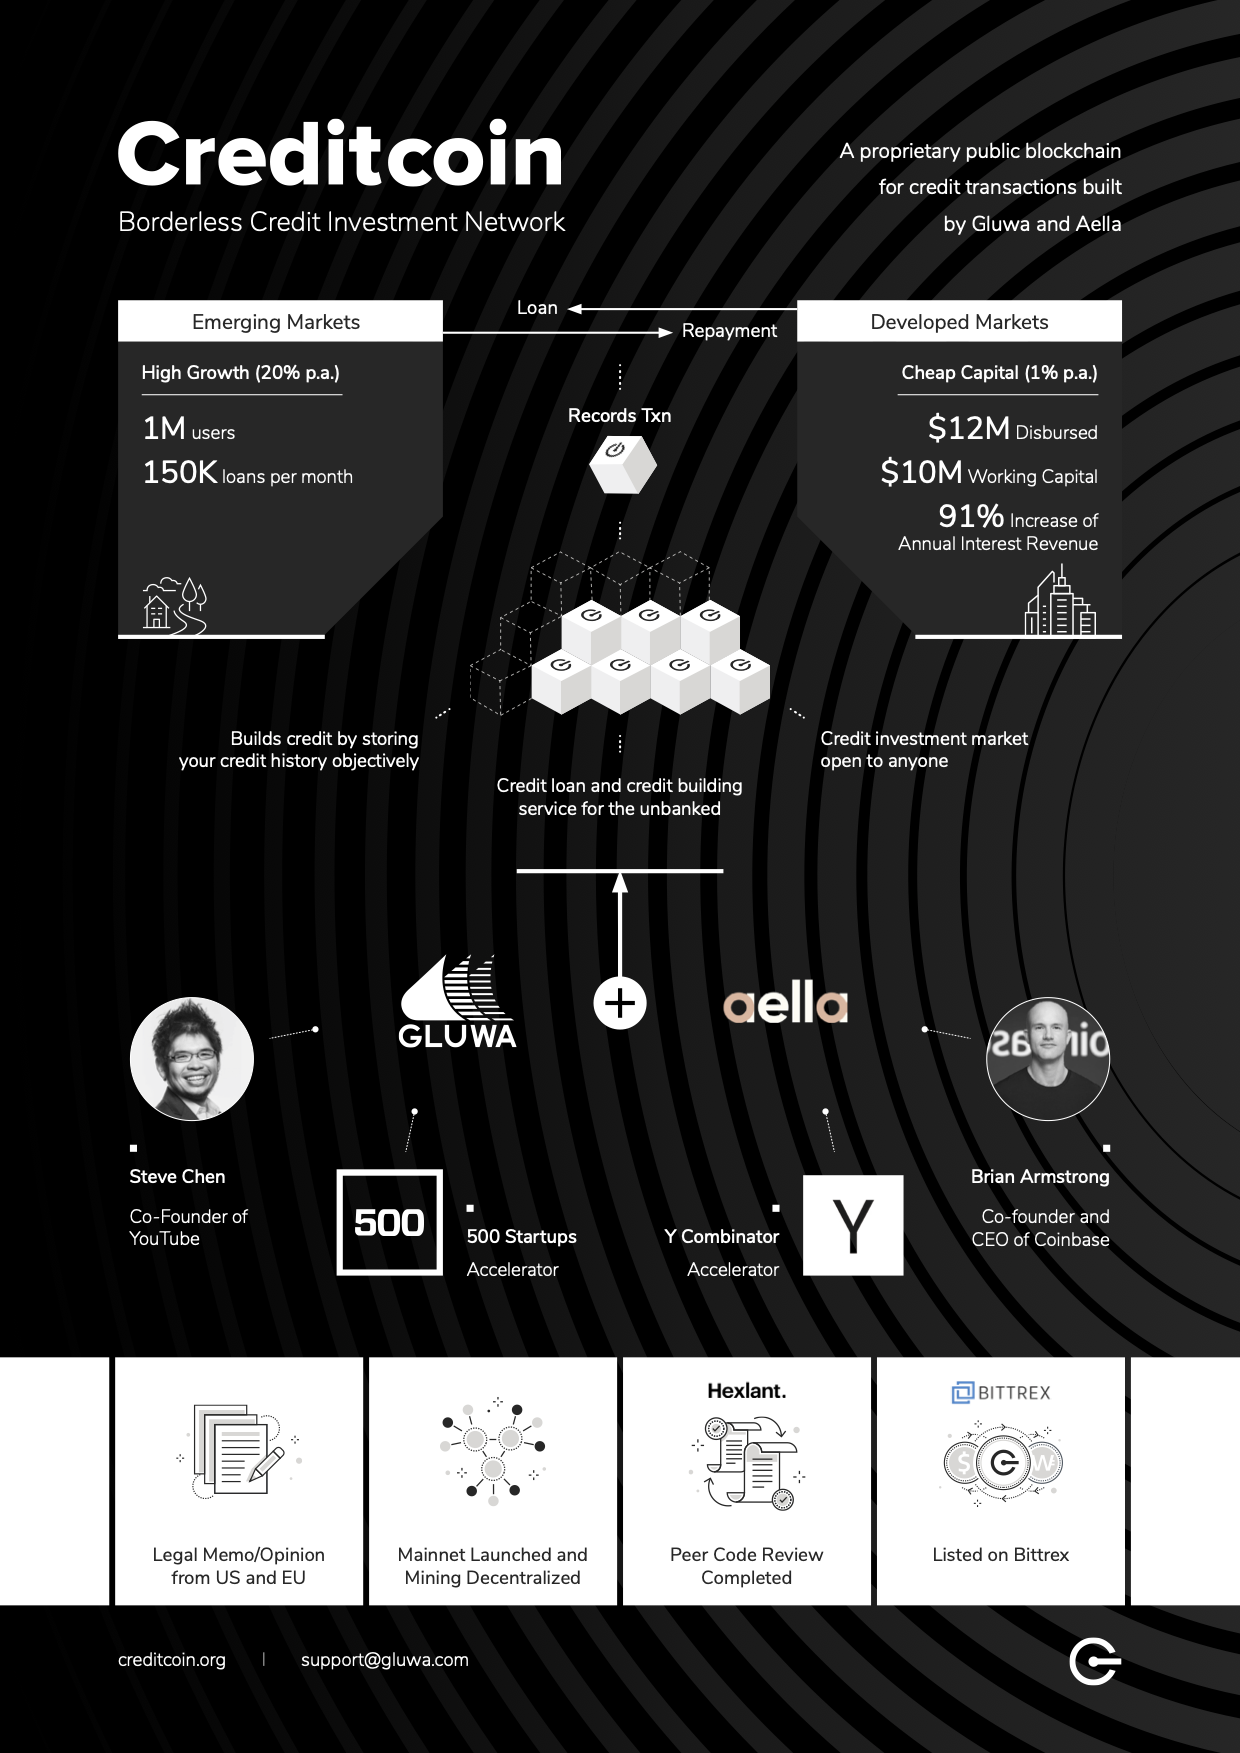 Creditcoin
Borderless Credit Investment Network
A proprietary public blockchain
for credit transactions built
by Gluwa and Aella
Emerging Markets
High Growth (20% p.a.)
1M users
150K loans per month
Loan
Repayment
Records Txn
Developed Markets
Cheap Capital (1% p.a.)
$12M Disbursed
$10M Working Capital
91% Increase of
Annual Interest Revenue
Builds credit by storing
your credit history objectively
Credit loan and credit building
service for the unbanked
Credit investment market
open to anyone
GLUWA
aella
Steve Chen
Co-Founder of
YouTube
500
500 Startups
Accelerator
Y Combinator
Accelerator
Y
Brian Armstrong
Co-founder and
CEO of Coinbase
Legal Memo/Opinion
from US and EU
Mainnet Launched and
Mining Decentralized
Hexlant.
Peer Code Review
Completed
BITTREX
$ ₩
Listed on Bittrex
creditcoin.org | support@gluwa.com